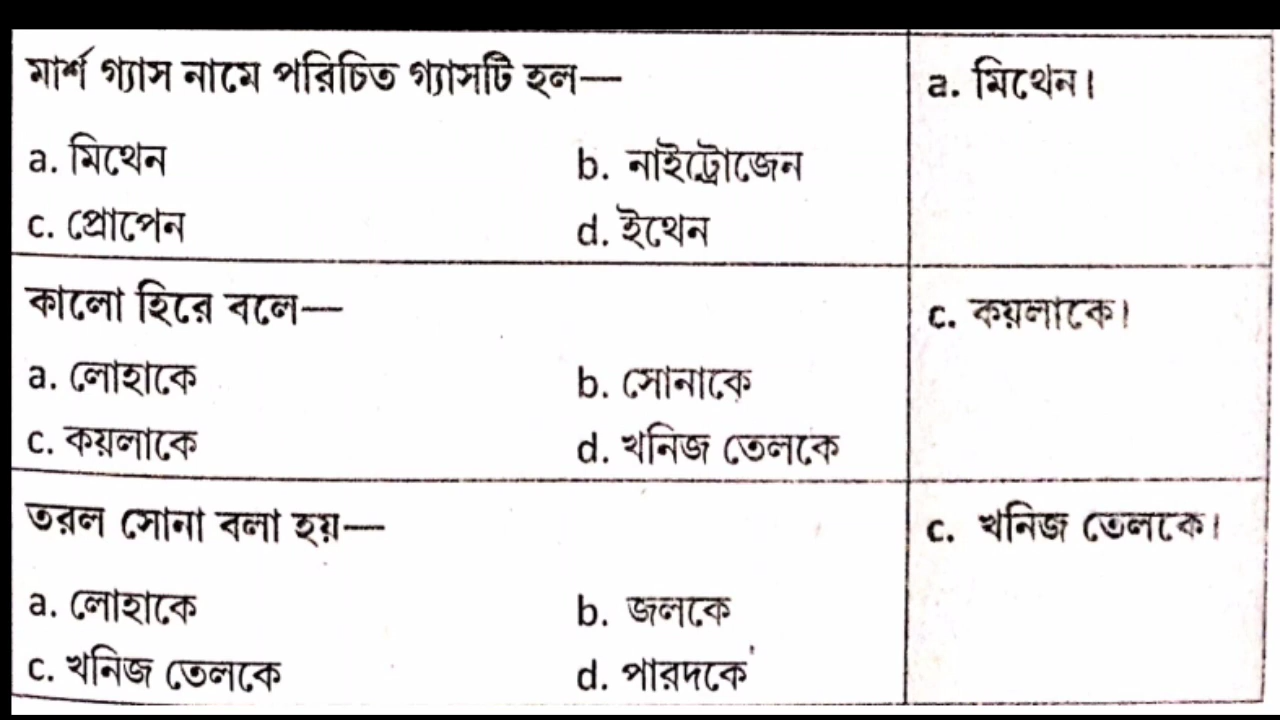 মার্শ গ্যাস নামে পরিচিত গ্যাসটি হল—
a. মিথেন।
a. মিথেন b. নাইট্রোজেন
c. প্রোপেন d. ইথেন
কালো হিরে বলে—
c. কয়লাকে।
a. লোহাকে b. সোনাকে
c. কয়লাকে d. খনিজ তেলকে
তরল সোনা বলা হয়—
c. খনিজ তেলকে।
a. লোহাকে b. জলকে
c. খনিজ তেলকে d. পারদকে